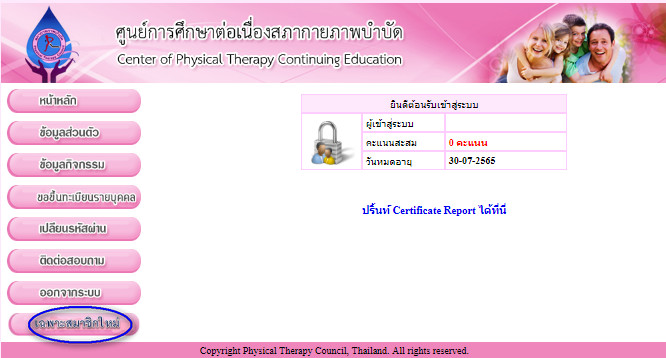 ศูนย์การศึกษาต่อเนื่องสภากายภาพบำบัด
Center of Physical Therapy Continuing Education
หน้าหลัก
ข้อมูลส่วนตัว
ข้อมูลกิจกรรม
ขอขึ้นทะเบียนรายบุคคล
เปลี่ยนรหัสผ่าน
ติดต่อสอบถาม
ออกจากระบบ
เฉพาะสมาชิกใหม่
ยินดีต้อนรับเข้าสู่ระบบ
ผู้เข้าสู่ระบบ
คะแนนสะสม 0 คะแนน
วันหมดอายุ 30-07-2565
ปริ้นท์ Certificate Report ได้ที่นี่
Copyright Physical Therapy Council, Thailand. All rights reserved.